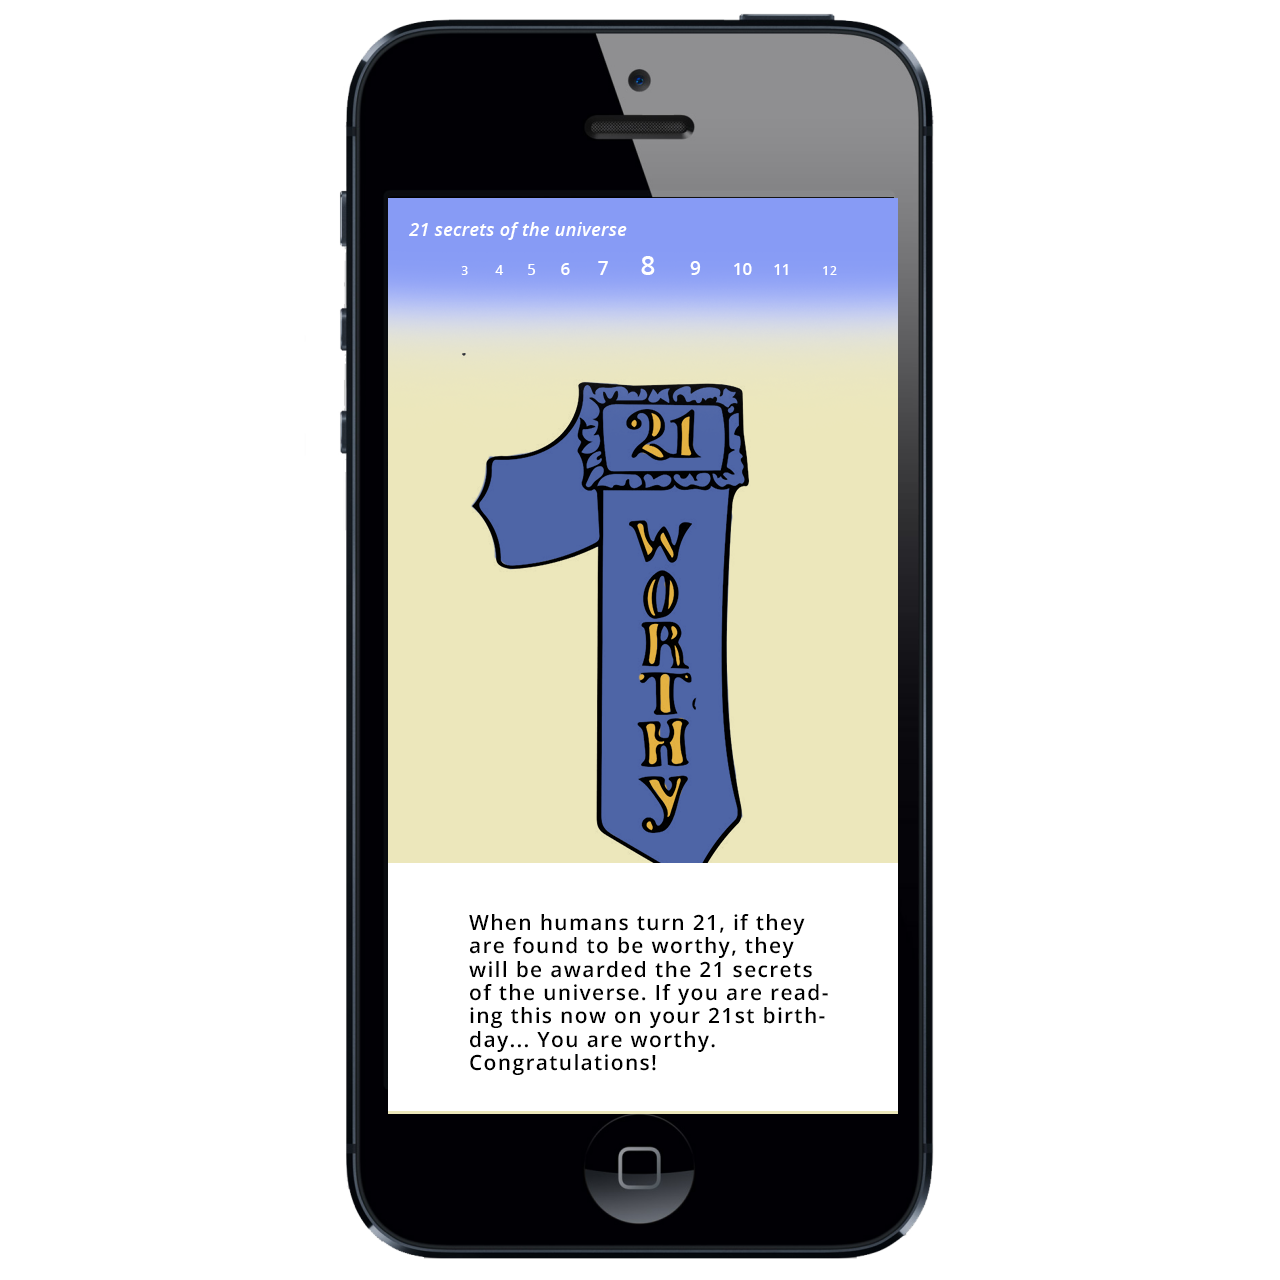 21 secrets of the universe
3 4 5 6 7 8 9 10 11 12
21
WORTHy
When humans turn 21, if they
are found to be worthy, they
will be awarded the 21 secrets
of the universe. If you are read-
ing this now on your 21st birth-
day... You are worthy.
Congratulations!